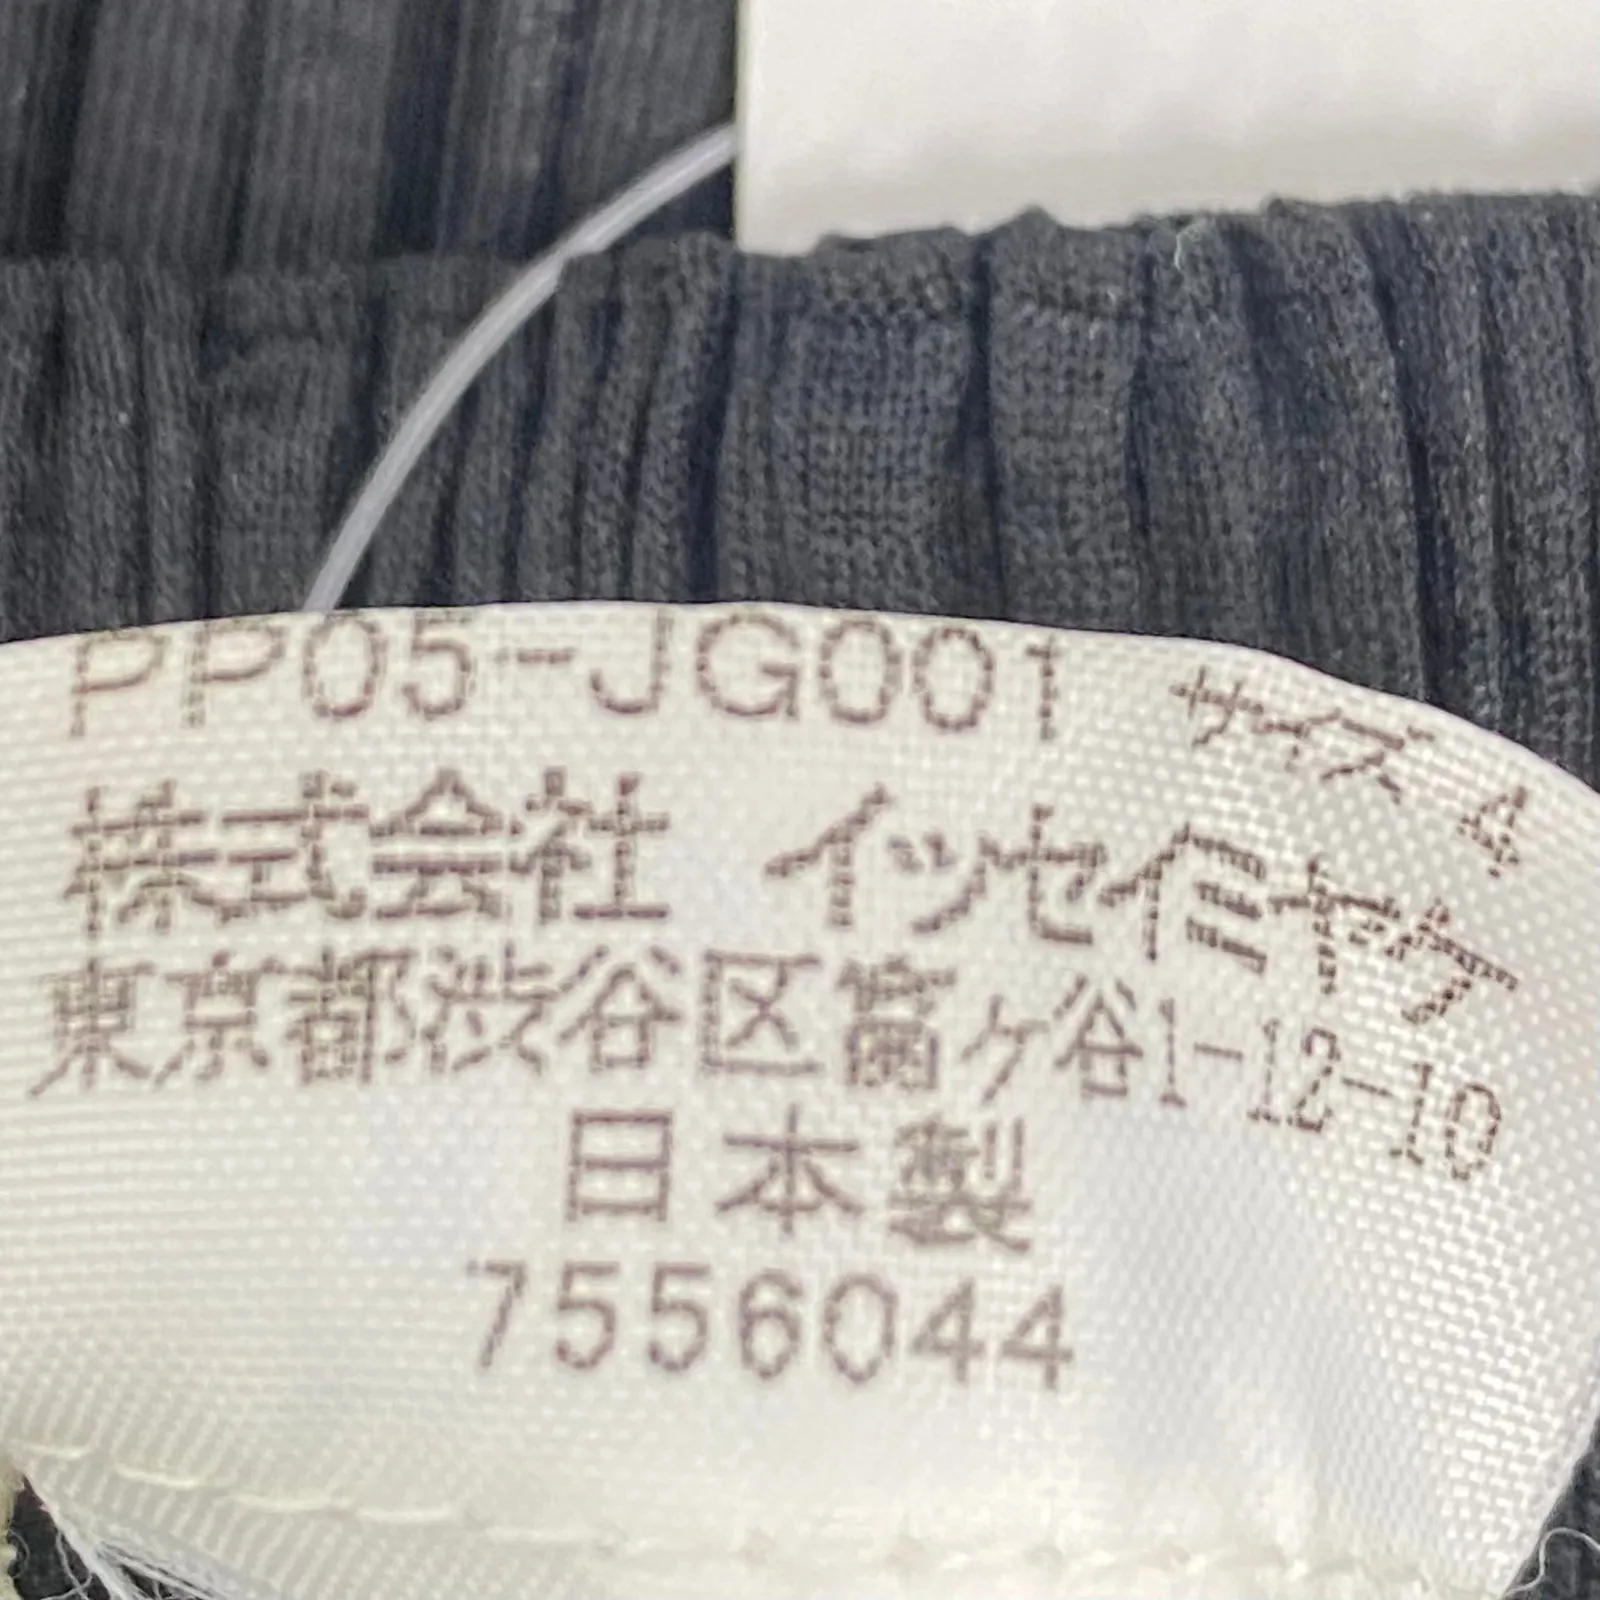 PP05-JG001 サイズ 4
株式会社 イッセイミヤケ
東京都渋谷区富ケ谷1-12-10
日本製
7556044